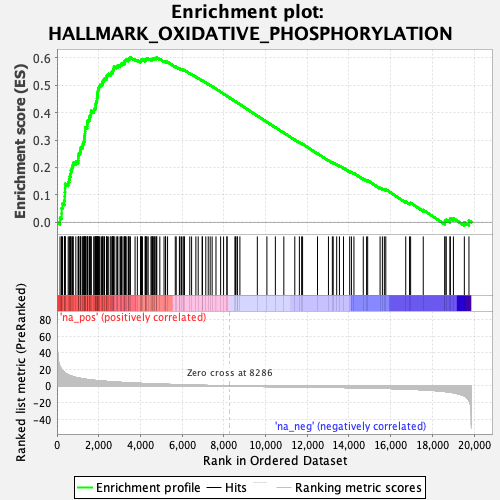 Enrichment plot:
HALLMARK_OXIDATIVE_PHOSPHORYLATION
Enrichment score (ES)
0.6
0.5
0.4
0.3
0.2
0.1
0.0
Ranked list metric (PreRanked)
80
60
40
20
0
-20
-40
'na_pos' (positively correlated)
Zero cross at 8286
'na_neg' (negatively correlated)
0 2,000 4,000 6,000 8,000 10,000 12,000 14,000 16,000 18,000 20,000
Rank in Ordered Dataset
Enrichment profile Hits Ranking metric scores